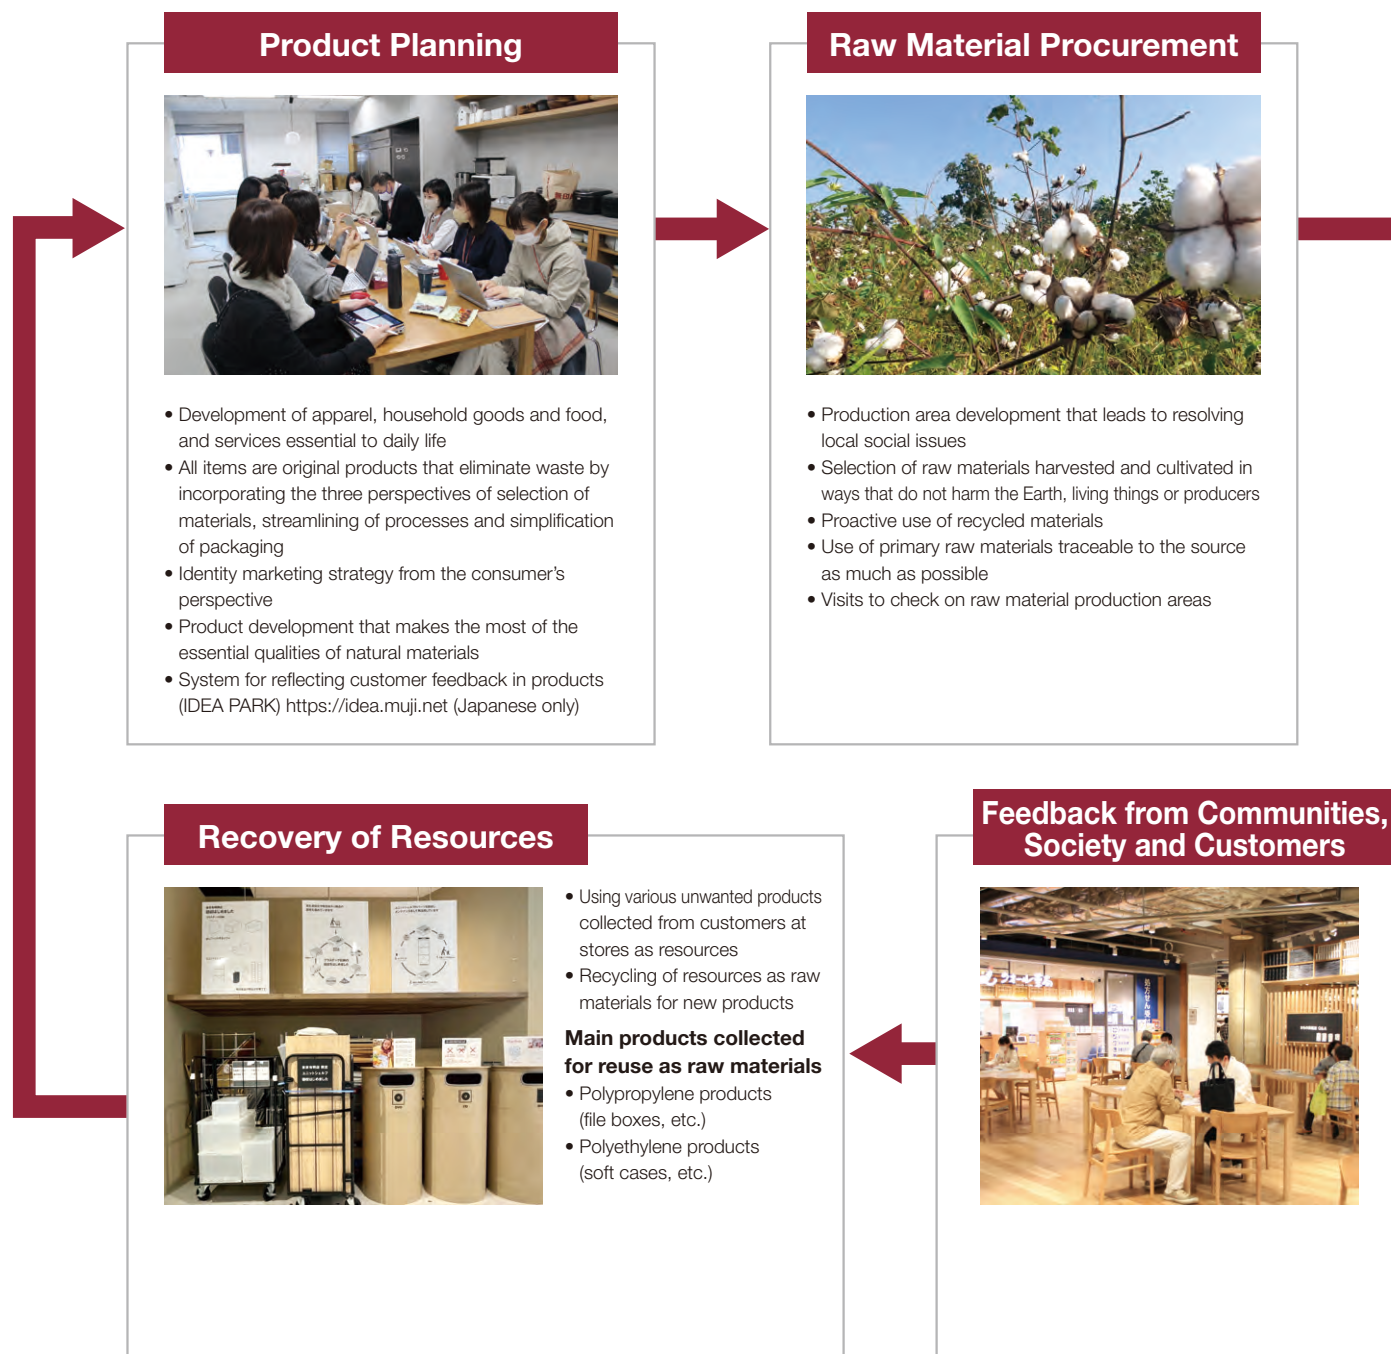 Product Planning
• Development of apparel, household goods and food,
and services essential to daily life
• All items are original products that eliminate waste by
incorporating the three perspectives of selection of
materials, streamlining of processes and simplification
of packaging
• Identity marketing strategy from the consumer’s
perspective
• Product development that makes the most of the
essential qualities of natural materials
• System for reflecting customer feedback in products
(IDEA PARK) https://idea.muji.net (Japanese only)
Raw Material Procurement
• Production area development that leads to resolving
local social issues
• Selection of raw materials harvested and cultivated in
ways that do not harm the Earth, living things or producers
• Proactive use of recycled materials
• Use of primary raw materials traceable to the source
as much as possible
• Visits to check on raw material production areas
Recovery of Resources
• Using various unwanted products
collected from customers at
stores as resources
• Recycling of resources as raw
materials for new products
Main products collected
for reuse as raw materials
• Polypropylene products
(file boxes, etc.)
• Polyethylene products
(soft cases, etc.)
Feedback from Communities,
Society and Customers